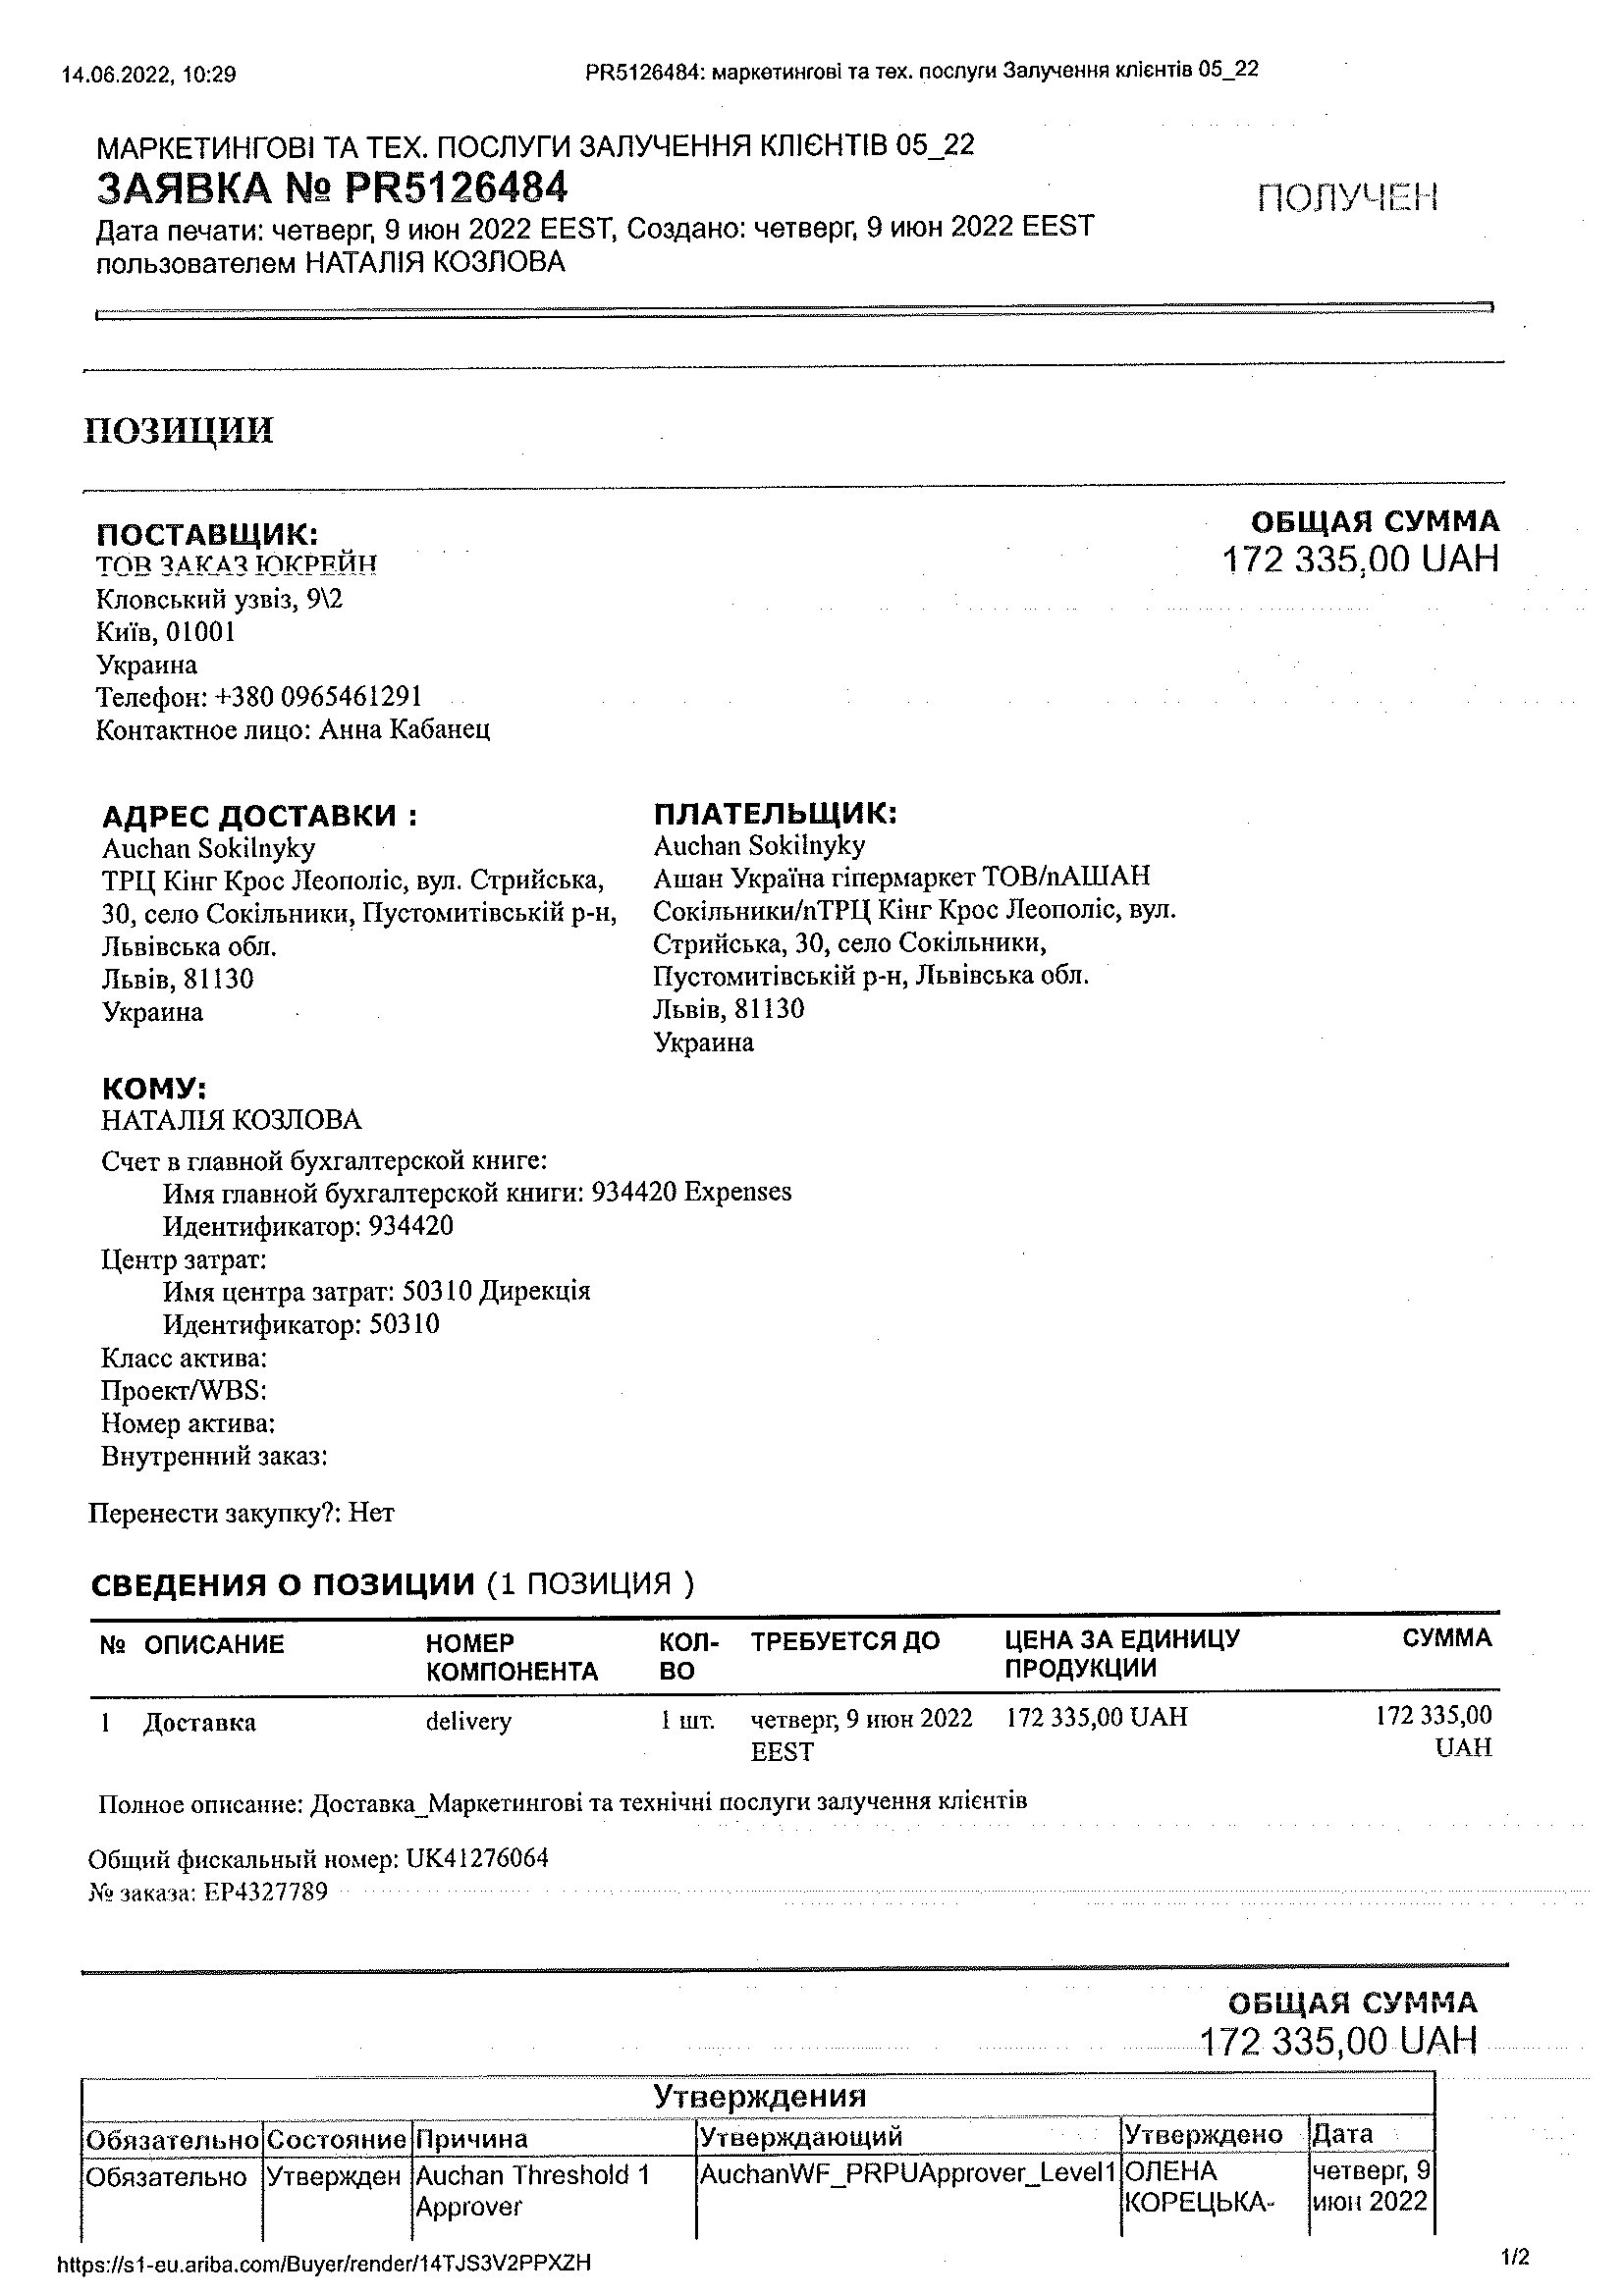 14.06.2022, 10:29
PR5126484: маркетингові та тех. послуги Залучення клієнтів 05_22
МАРКЕТИНГОВІ ТА ТЕХ. ПОСЛУГИ ЗАЛУЧЕННЯ КЛІЄНТІВ 05_22
ЗАЯВКА № PR5126484
ПОЛУЧЕН
Дата печати: четверг, 9 июн 2022 EEST, Создано: четверг, 9 июн 2022 EEST
пользователем НАТАЛІЯ КОЗЛОВА
ПОЗИЦИИ
ПОСТАВЩИК:
ТОВ ЗАКАЗ ЮКРЕЙН
Кловський узвіз, 9\2
Київ, 01001
Украина
Телефон: +380 0965461291
Контактное лицо: Анна Кабанец
ОБЩАЯ СУММА
172 335,00 UAH
АДРЕС ДОСТАВКИ :
Auchan Sokilnyky
ТРЦ Кінг Крос Леополіс, вул. Стрийська,
30, село Сокільники, Пустомитівській р-н,
Львівська обл.
Львів, 81130
Украина
ПЛАТЕЛЬЩИК:
Auchan Sokilnyky
Ашан Україна гіпермаркет ТОВ/nАШАН
Сокільники/nТРЦ Кінг Крос Леополіс, вул.
Стрийська, 30, село Сокільники,
Пустомитівській р-н, Львівська обл.
Львів, 81130
Украина
КОМУ:
НАТАЛІЯ КОЗЛОВА
Счет в главной бухгалтерской книге:
Имя главной бухгалтерской книги: 934420 Expenses
Идентификатор: 934420
Центр затрат:
Имя центра затрат: 50310 Дирекція
Идентификатор: 50310
Класс актива:
Проект/WBS:
Номер актива:
Внутренний заказ:
Перенести закупку?: Нет
СВЕДЕНИЯ О ПОЗИЦИИ (1 ПОЗИЦИЯ )
№ ОПИСАНИЕ НОМЕР КОЛ- ТРЕБУЕТСЯ ДО ЦЕНА ЗА ЕДИНИЦУ СУММА
КОМПОНЕНТА ВО ПРОДУКЦИИ
1 Доставка delivery 1 шт. четверг, 9 июн 2022 172 335,00 UAH 172 335,00
EEST UAH
Полное описание: Доставка_Маркетингові та технічні послуги залучення клієнтів
Общий фискальный номер: UK41276064
№ заказа: EP4327789
ОБЩАЯ СУММА
172 335,00 UAH
Утверждения
Обязательно Состояние Причина Утверждающий Утверждено Дата
Обязательно Утвержден Auchan Threshold 1 AuchanWF_PRPUApprover_Level1 ОЛЕНА четверг, 9
Approver КОРЕЦЬКА- июн 2022
https://s1-eu.ariba.com/Buyer/render/14TJS3V2PPXZH
1/2